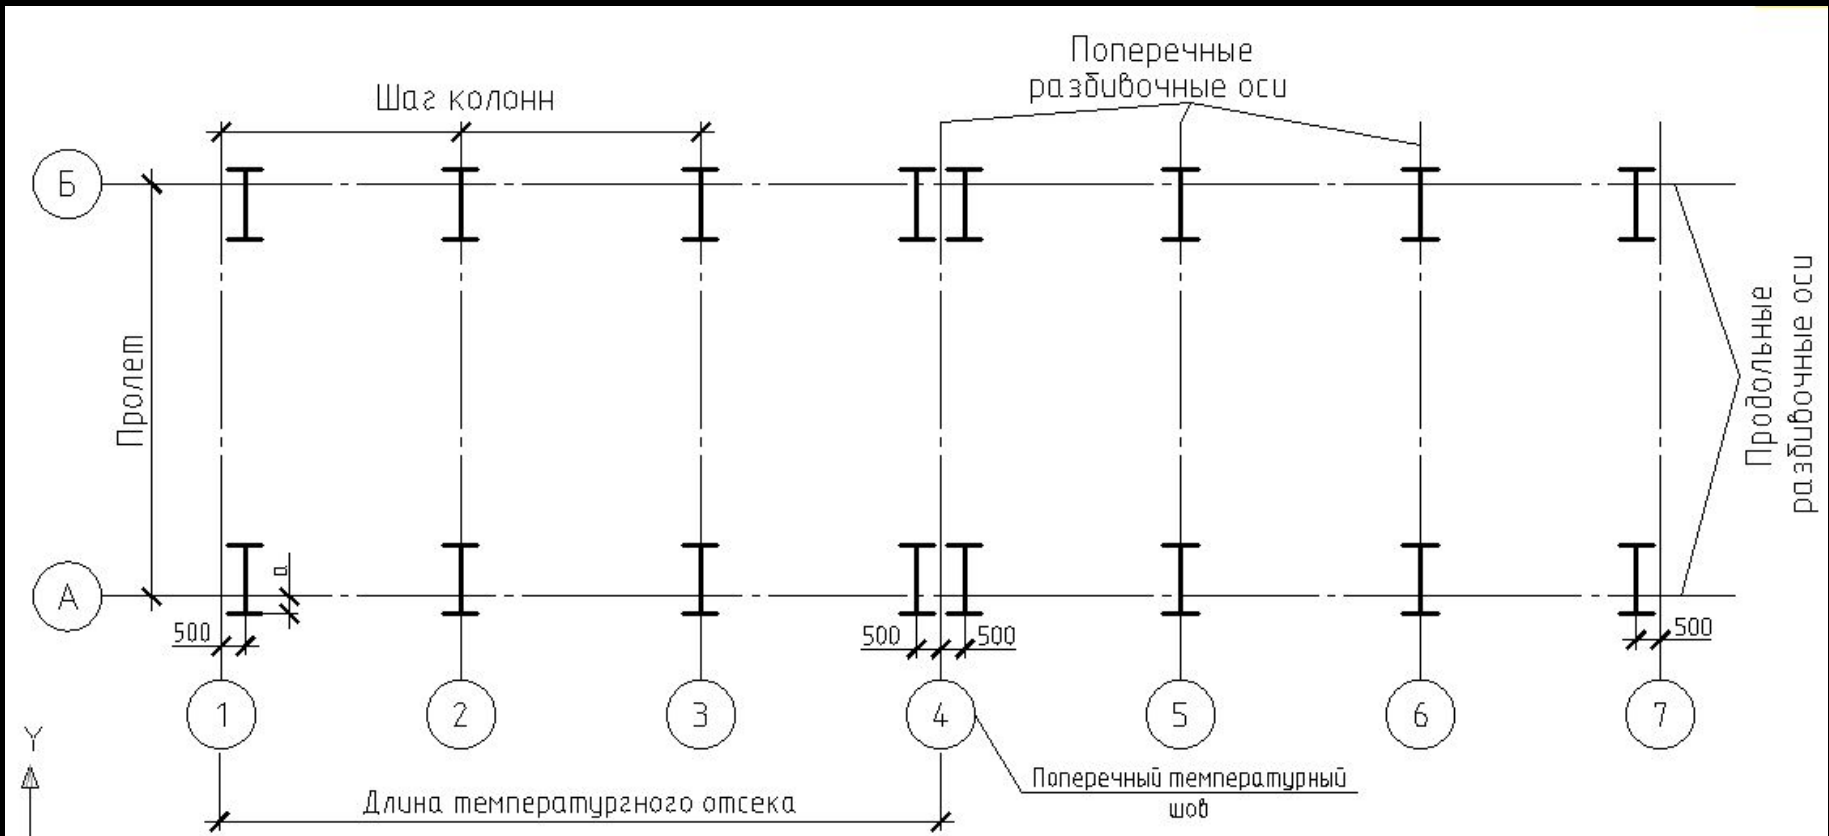 Поперечные
разбивочные оси
Шаг колонн
Б
Пролет
Продольные
разбивочные оси
А
а
500
500
500
500
1
2
3
4
5
6
7
Y
Поперечный температурный
шов
Длина температургного отсека